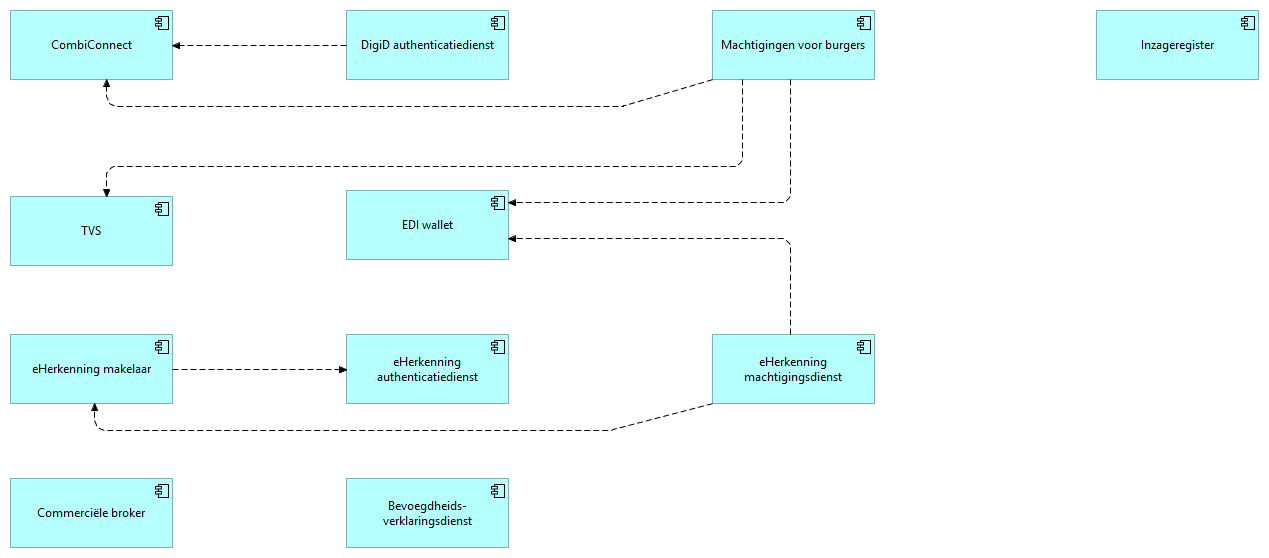 CombiConnect
DigiD authenticatiedienst
Machtigingen voor burgers
Inzageregister
TVS
EDI wallet
eHerkenning makelaar
eHerkenning
authenticatiedienst
eHerkenning
machtigingsdienst
Commerciële broker
Bevoegdheids-
verklaringsdienst